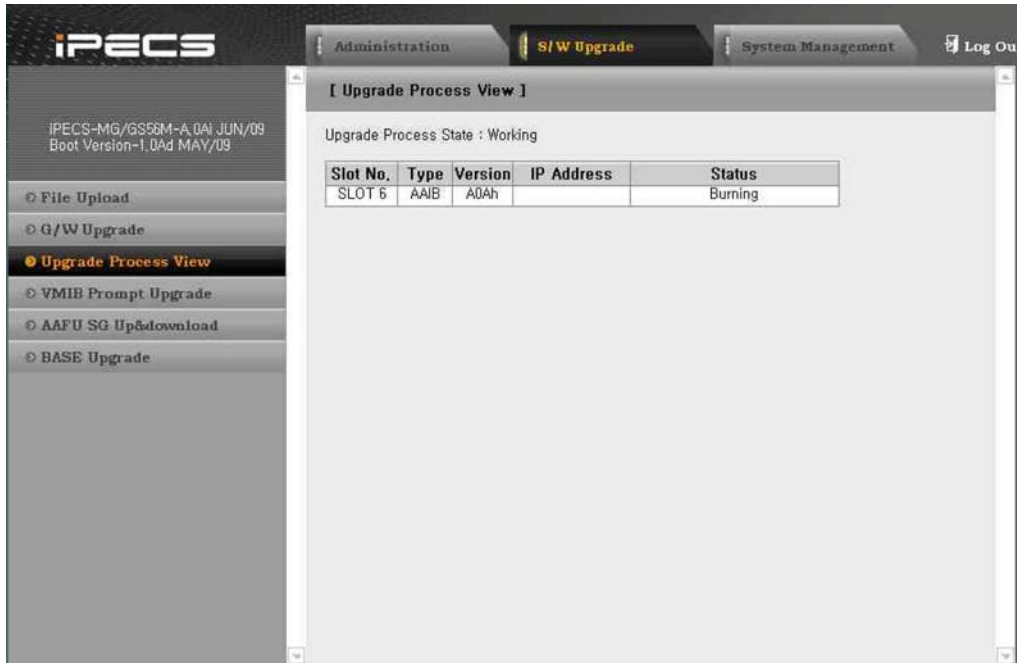 iPECS
Administration
S/W Upgrade
System Management
Log Ou
iPECS-MG/GS56M-A.0Ai JUN/09
Boot Version-1.0Ad MAY/09
File Upload
G/W Upgrade
Upgrade Process View
VMIB Prompt Upgrade
AAFU SG Up&download
BASE Upgrade
[ Upgrade Process View ]
Upgrade Process State : Working
Slot No. Type Version IP Address Status
SLOT 6 AAIB A0Ah Burning